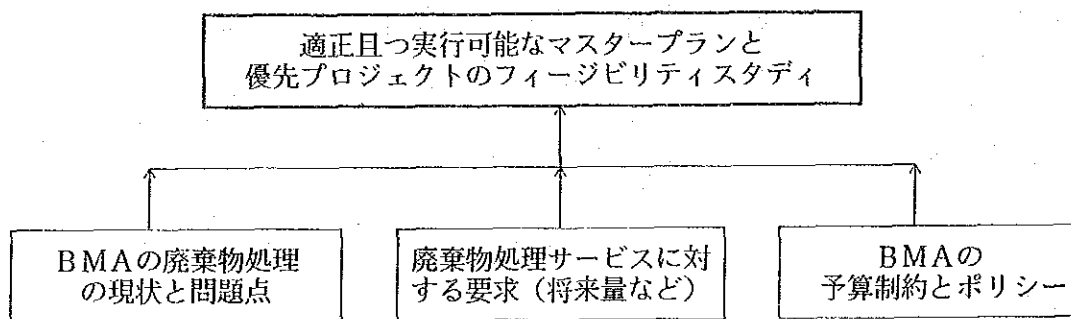 適正且つ実行可能なマスタープランと
優先プロジェクトのフィージビリティスタディ
BMAの廃棄物処理
の現状と問題点
廃棄物処理サービスに対
する要求（将来量など）
BMAの
予算制約とポリシー